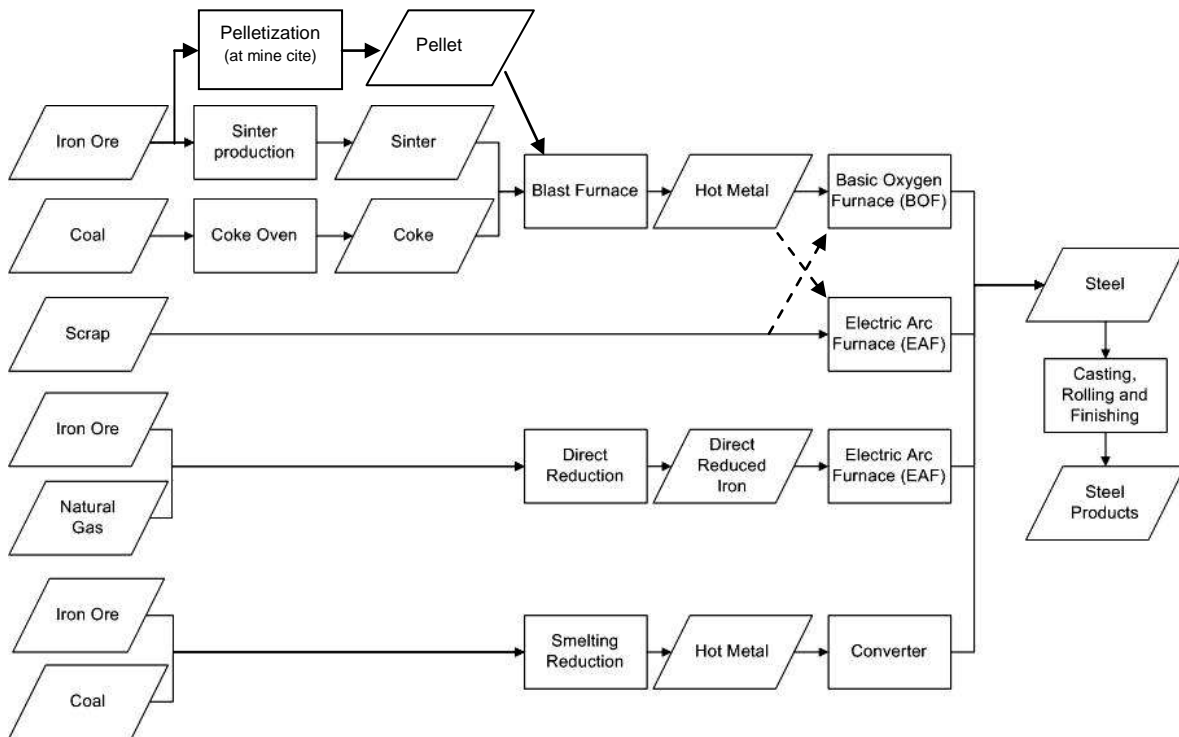 Pelletization
(at mine cite)
Pellet
Iron Ore
Sinter
production
Sinter
Blast Furnace
Hot Metal
Basic Oxygen
Furnace (BOF)
Coal
Coke Oven
Coke
Steel
Scrap
Electric Arc
Furnace (EAF)
Casting,
Rolling and
Finishing
Iron Ore
Direct
Reduction
Direct
Reduced
Iron
Electric Arc
Furnace (EAF)
Natural
Gas
Steel
Products
Iron Ore
Smelting
Reduction
Hot Metal
Converter
Coal